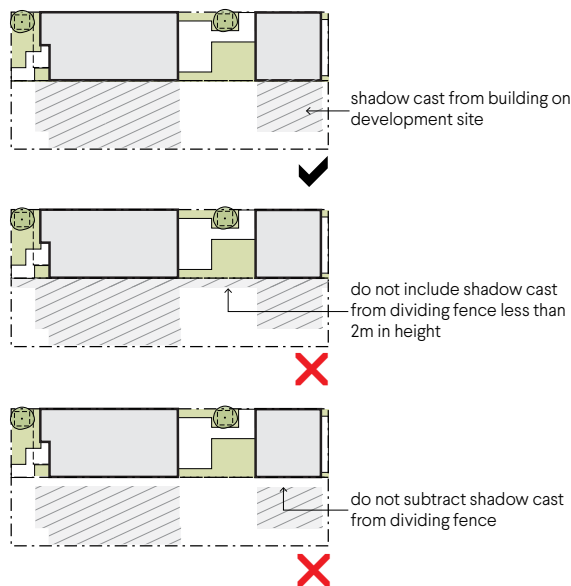 shadow cast from building on
development site
do not include shadow cast
from dividing fence less than
2m in height
do not subtract shadow cast
from dividing fence